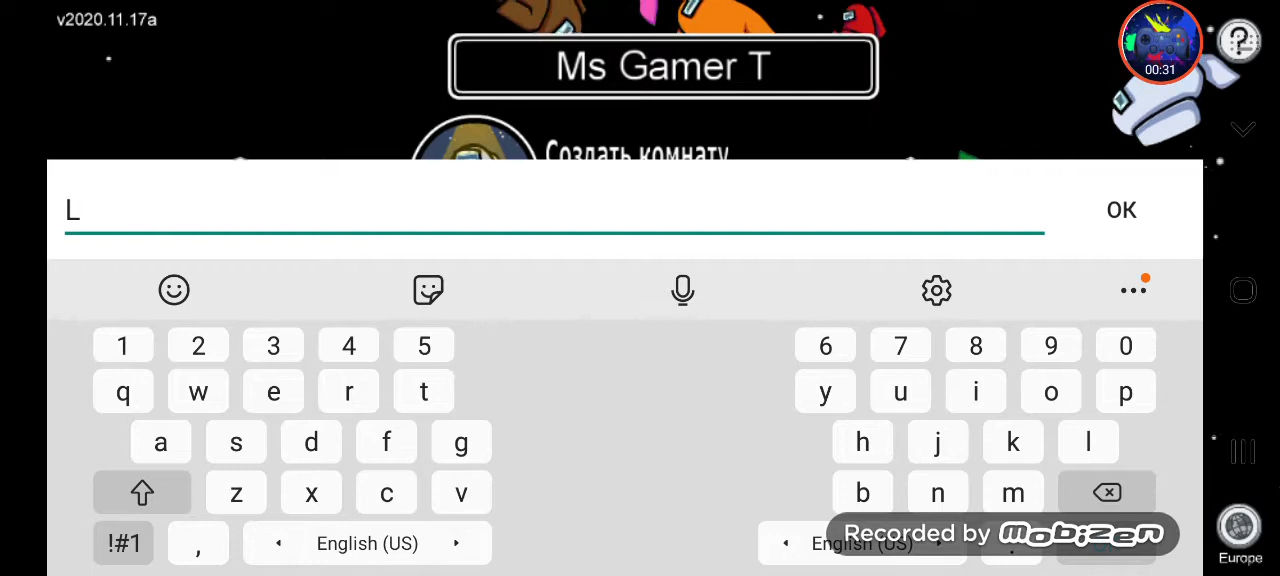 v2020.11.17a
Ms Gamer T
00:31
Создать комнату
L
OK
1 2 3 4 5 6 7 8 9 0
q w e r t y u i o p
a s d f g h j k l
z x c v b n m
!#1 , English (US) English (US) .
Recorded by mobizen
Europe